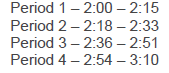 Period 1 – 2:00 – 2:15
Period 2 – 2:18 – 2:33
Period 3 – 2:36 – 2:51
Period 4 – 2:54 – 3:10